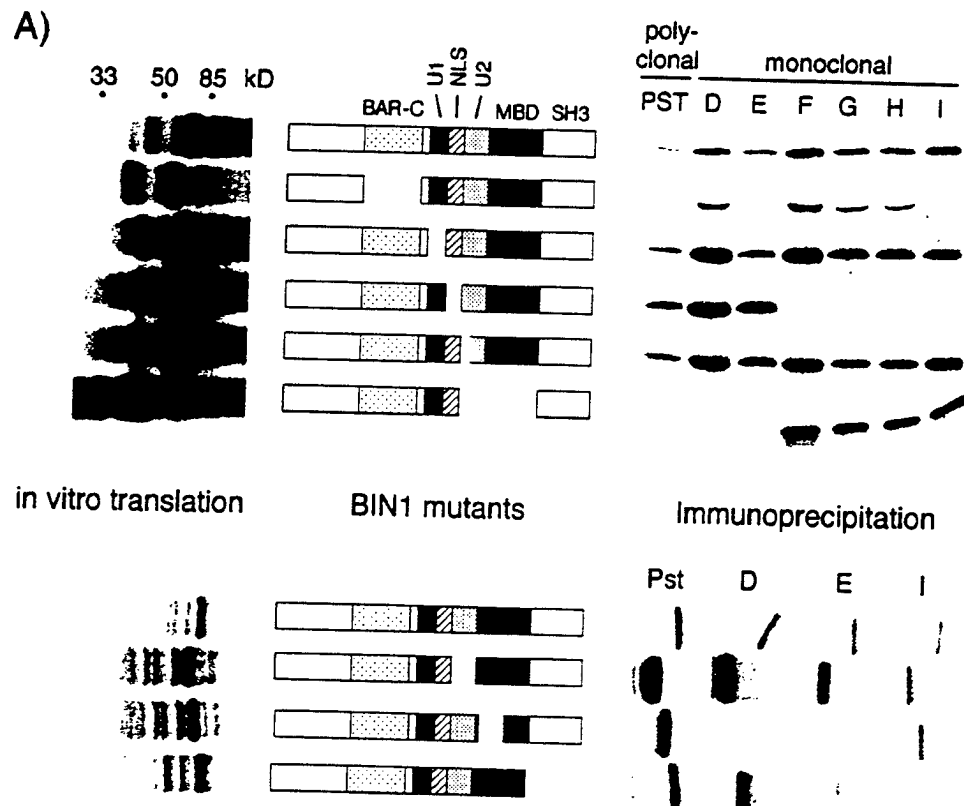 A)
33 50 85 kD
U1 NLS U2
BAR-C MBD SH3
poly-
clonal monoclonal
PST D E F G H I
in vitro translation BIN1 mutants Immunoprecipitation
Pst D E I